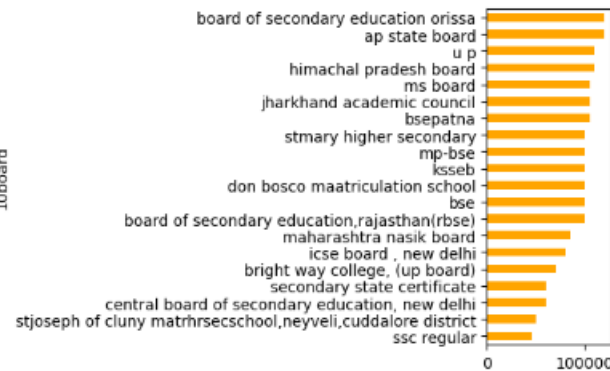 board of secondary education orissa
ap state board
u p
himachal pradesh board
ms board
jharkhand academic council
bsepatna
stmary higher secondary
mp-bse
ksseb
don bosco maatriculation school
bse
board of secondary education,rajasthan(rbse)
maharashtra nasik board
icse board , new delhi
bright way college, (up board)
secondary state certificate
central board of secondary education, new delhi
stjoseph of cluny matrhrsecschool,neyveli,cuddalore district
ssc regular
10board
0 100000